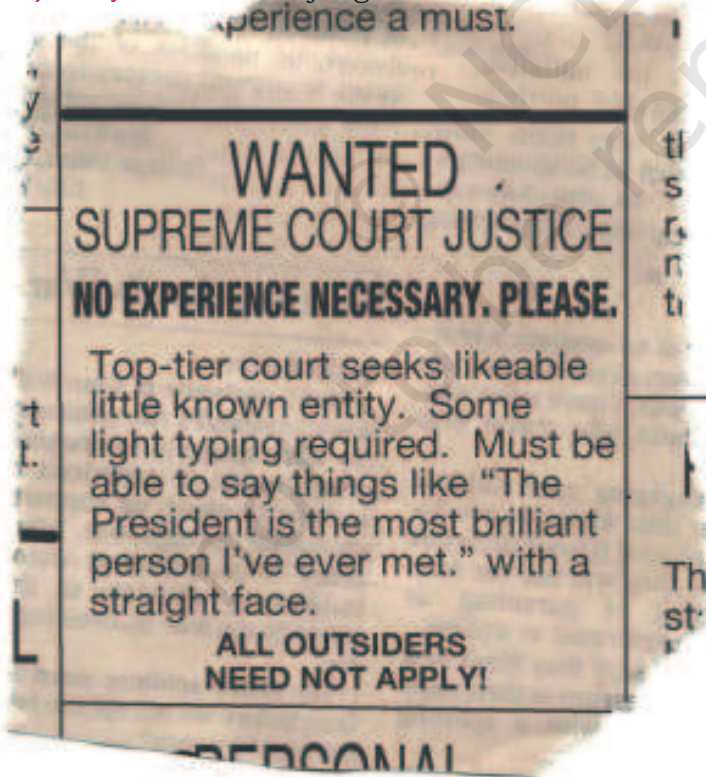 perience a must.
WANTED
SUPREME COURT JUSTICE
NO EXPERIENCE NECESSARY. PLEASE.
Top-tier court seeks likeable
little known entity. Some
light typing required. Must be
able to say things like “The
President is the most brilliant
person I've ever met.” with a
straight face.
ALL OUTSIDERS
NEED NOT APPLY!
PERSONAL